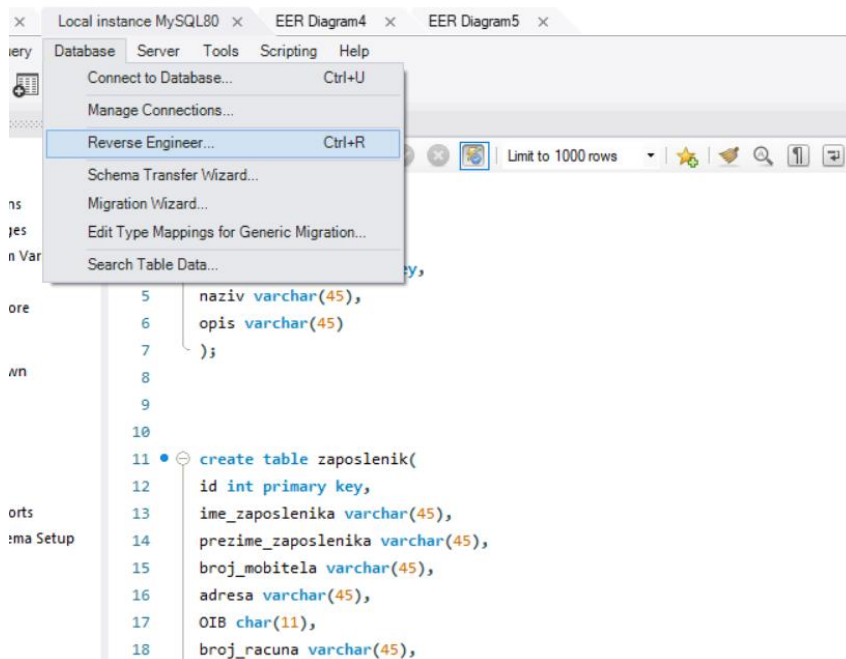 Local instance MySQL80 × EER Diagram4 × EER Diagram5 ×
Database Server Tools Scripting Help
Connect to Database... Ctrl+U
Manage Connections...
Reverse Engineer... Ctrl+R
Limit to 1000 rows
Schema Transfer Wizard...
Migration Wizard...
Edit Type Mappings for Generic Migration...
Search Table Data...
5 naziv varchar(45),
6 opis varchar(45)
7 );
8
9
10
11 create table zaposlenik(
12 id int primary key,
13 ime_zaposlenika varchar(45),
14 prezime_zaposlenika varchar(45),
15 broj_mobitela varchar(45),
16 adresa varchar(45),
17 OIB char(11),
18 broj_racuna varchar(45),